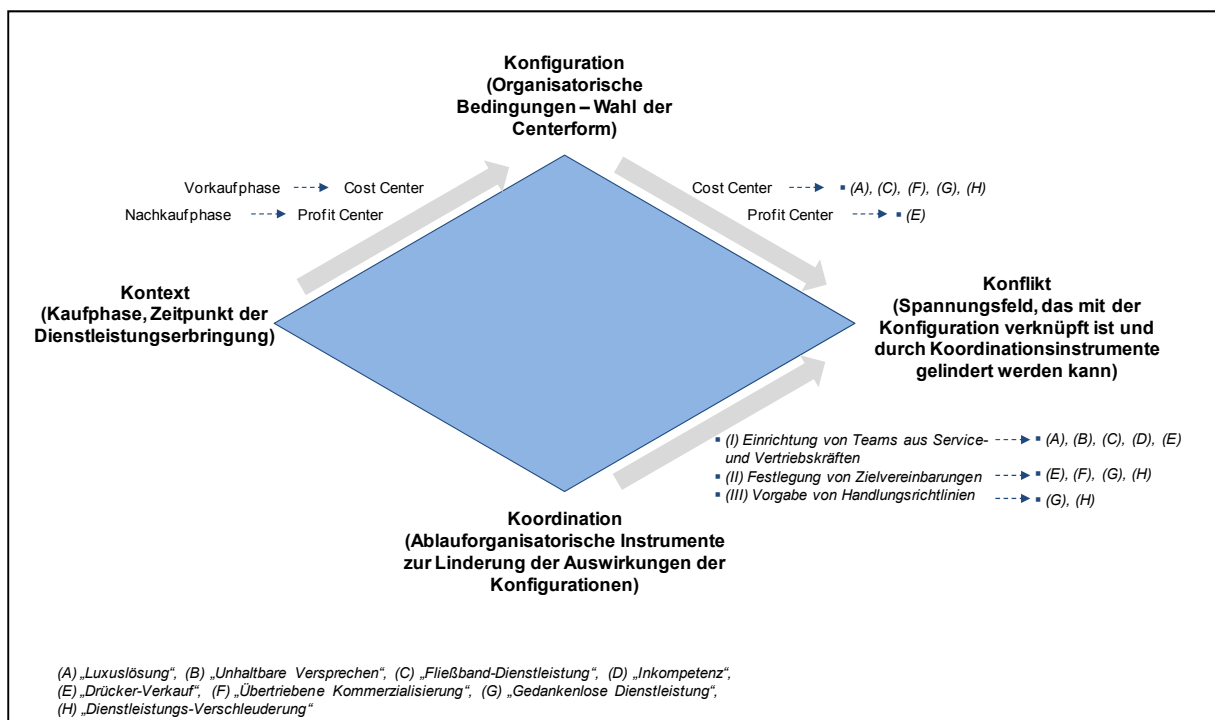 Konfiguration
(Organisatorische
Bedingungen – Wahl der
Centerform)
Vorkaufphase Cost Center
Nachkaufphase Profit Center
Cost Center ▪ (A), (C), (F), (G), (H)
Profit Center ▪ (E)
Kontext
(Kaufphase, Zeitpunkt der
Dienstleistungserbringung)
Konflikt
(Spannungsfeld, das mit der
Konfiguration verknüpft ist und
durch Koordinationsinstrumente
gelindert werden kann)
▪ (I) Einrichtung von Teams aus Service- ▪ (A), (B), (C), (D), (E)
und Vertriebskräften
▪ (II) Festlegung von Zielvereinbarungen ▪ (E), (F), (G), (H)
▪ (III) Vorgabe von Handlungsrichtlinien ▪ (G), (H)
Koordination
(Ablauforganisatorische Instrumente
zur Linderung der Auswirkungen der
Konfigurationen)
(A) „Luxuslösung“, (B) „Unhaltbare Versprechen“, (C) „Fließband-Dienstleistung“, (D) „Inkompetenz“,
(E) „Drücker-Verkauf“, (F) „Übertriebene Kommerzialisierung“, (G) „Gedankenlose Dienstleistung“,
(H) „Dienstleistungs-Verschleuderung“